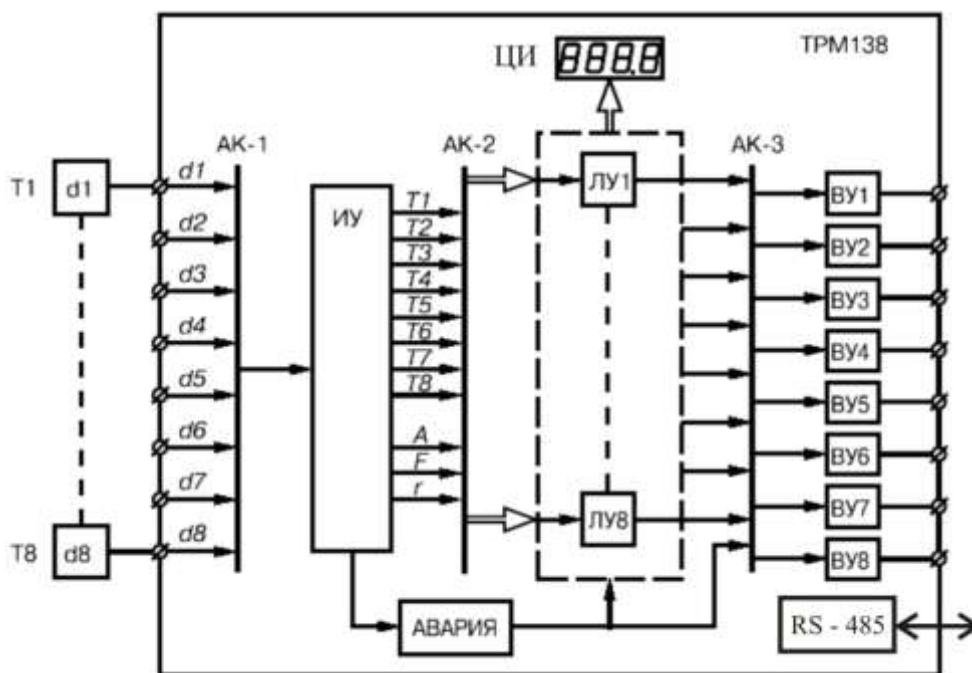 ТРМ138
ЦИ 888.8
АК-1
АК-2
АК-3
Т1
d1
d1
d2
d3
d4
d5
d6
d7
d8
Т8
d8
ИУ
T1
T2
T3
T4
T5
T6
T7
T8
A
F
r
ЛУ1
ЛУ8
ВУ1
ВУ2
ВУ3
ВУ4
ВУ5
ВУ6
ВУ7
ВУ8
АВАРИЯ
RS - 485